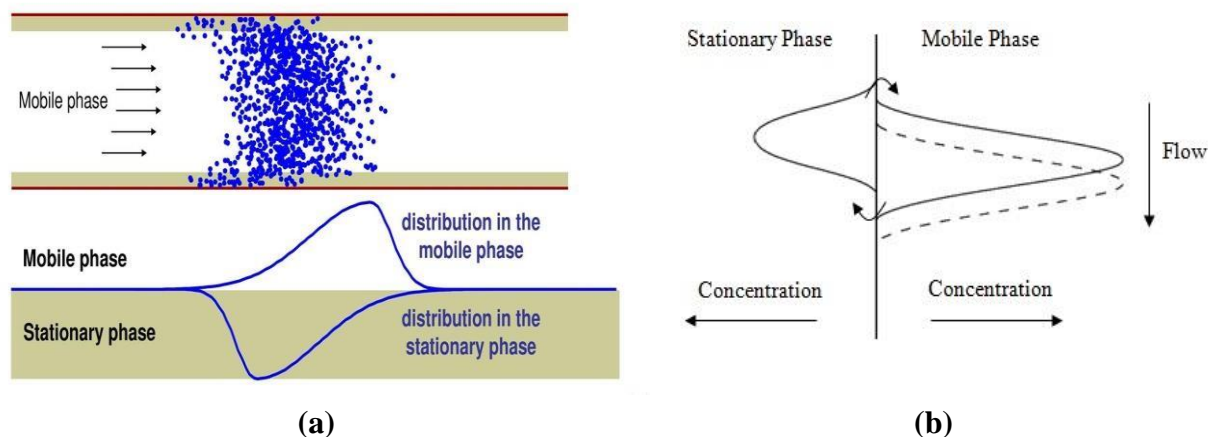 Mobile phase
Mobile phase
distribution in the
mobile phase
Stationary phase
distribution in the
stationary phase
(a)
Stationary Phase
Mobile Phase
Flow
Concentration
Concentration
(b)